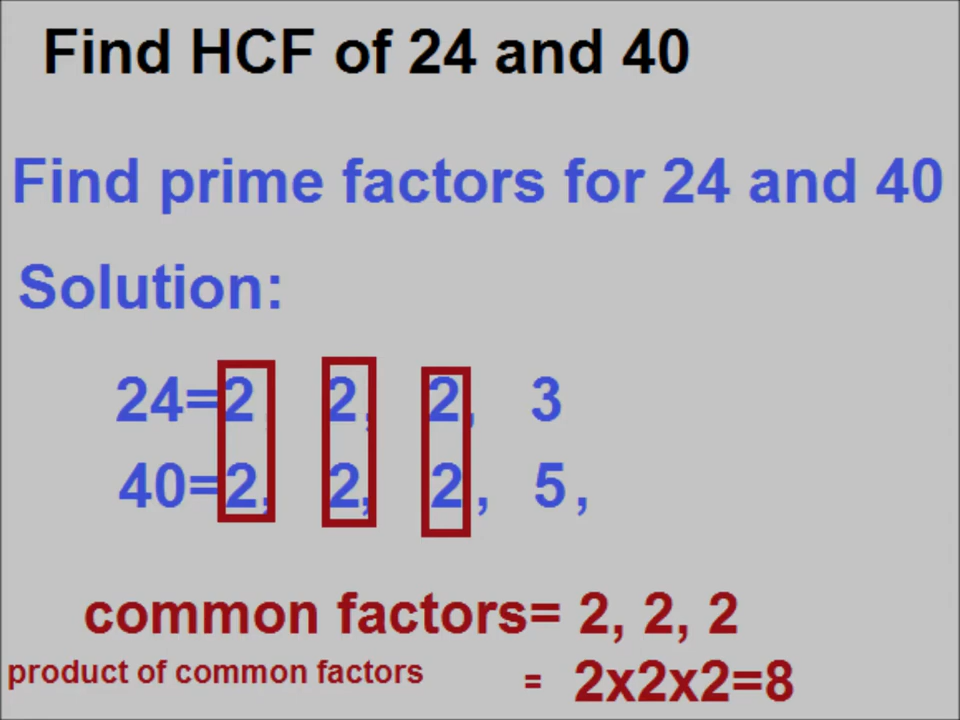 Find HCF of 24 and 40
Find prime factors for 24 and 40
Solution:
24=2, 2, 2, 3
40=2, 2, 2, 5,
common factors= 2, 2, 2
product of common factors = 2x2x2=8